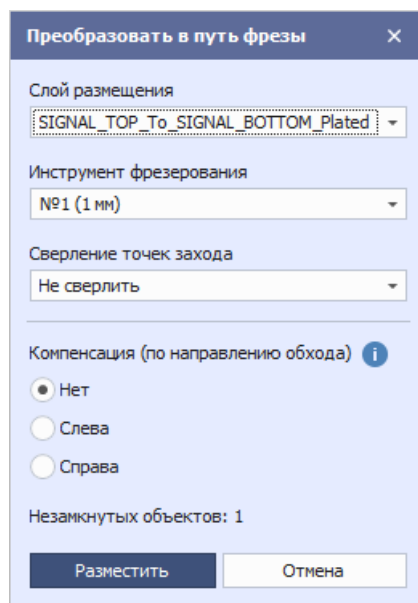 Преобразовать в путь фрезы
Слой размещения
SIGNAL_TOP_To_SIGNAL_BOTTOM_Plated
Инструмент фрезерования
№1 (1 мм)
Сверление точек захода
Не сверлить
Компенсация (по направлению обхода) i
Нет
Слева
Справа
Незамкнутых объектов: 1
Разместить Отмена